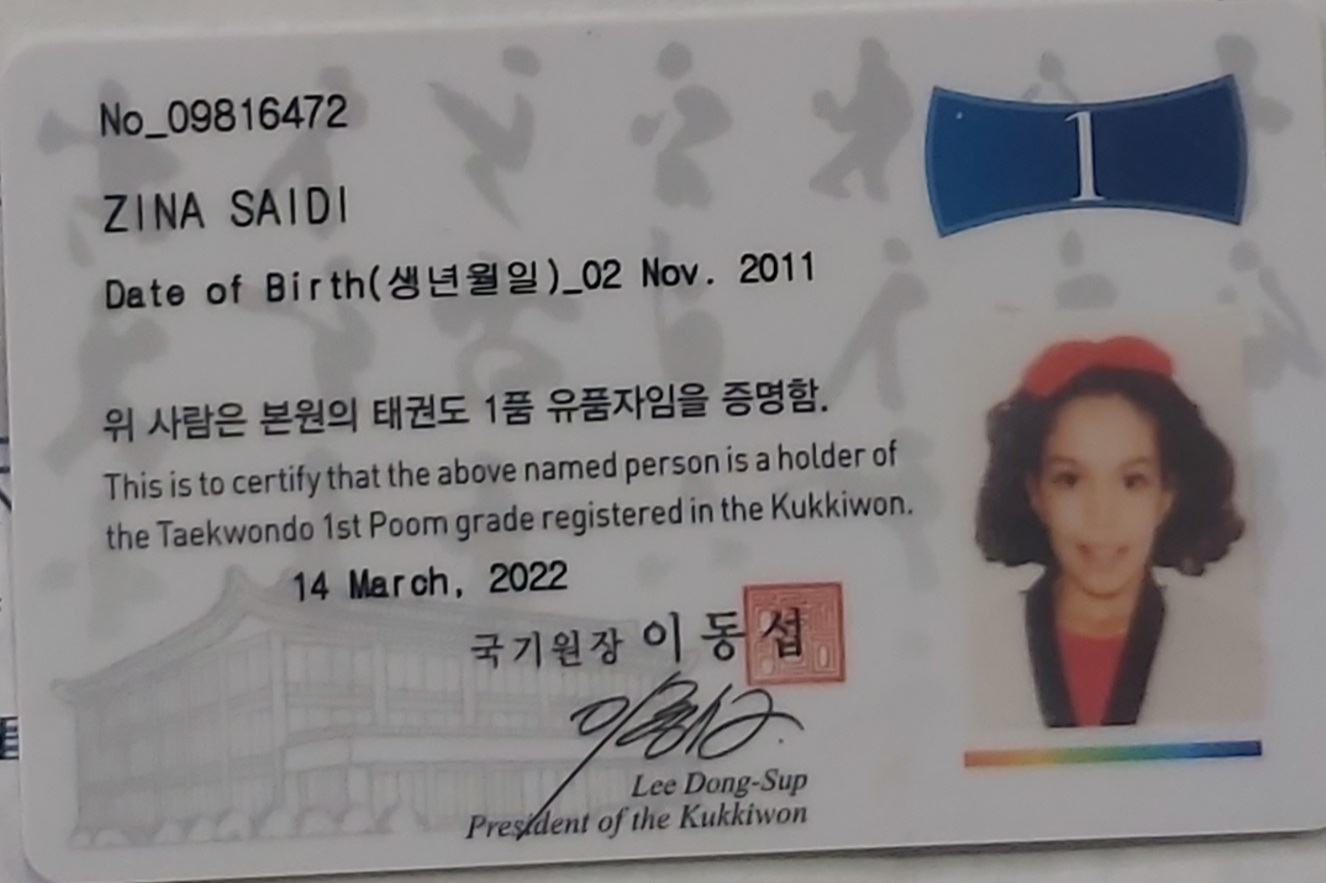 No_09816472
1
ZINA SAIDI
Date of Birth(생년월일)_02 Nov. 2011
위 사람은 본원의 태권도 1품 유품자임을 증명함.
This is to certify that the above named person is a holder of
the Taekwondo 1st Poom grade registered in the Kukkiwon.
14 March, 2022
국기원장 이동섭
Lee Dong-Sup
President of the Kukkiwon